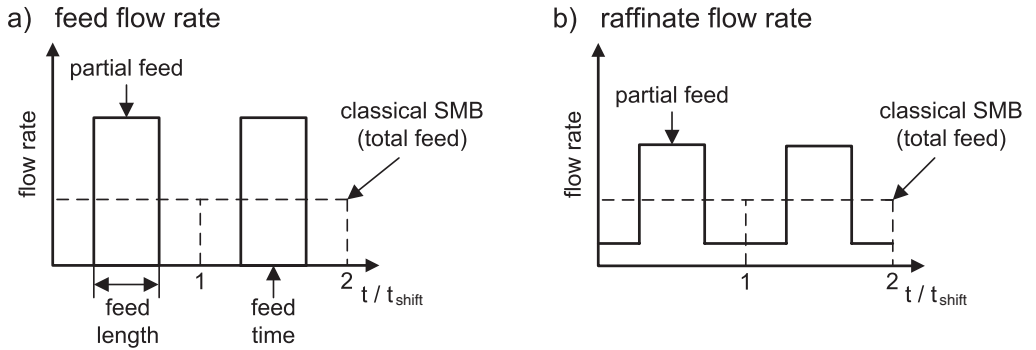 a) feed flow rate
partial feed
classical SMB
(total feed)
flow rate
1
2
t / tshift
feed
length
feed
time
b) raffinate flow rate
partial feed
classical SMB
(total feed)
flow rate
1
2
t / tshift